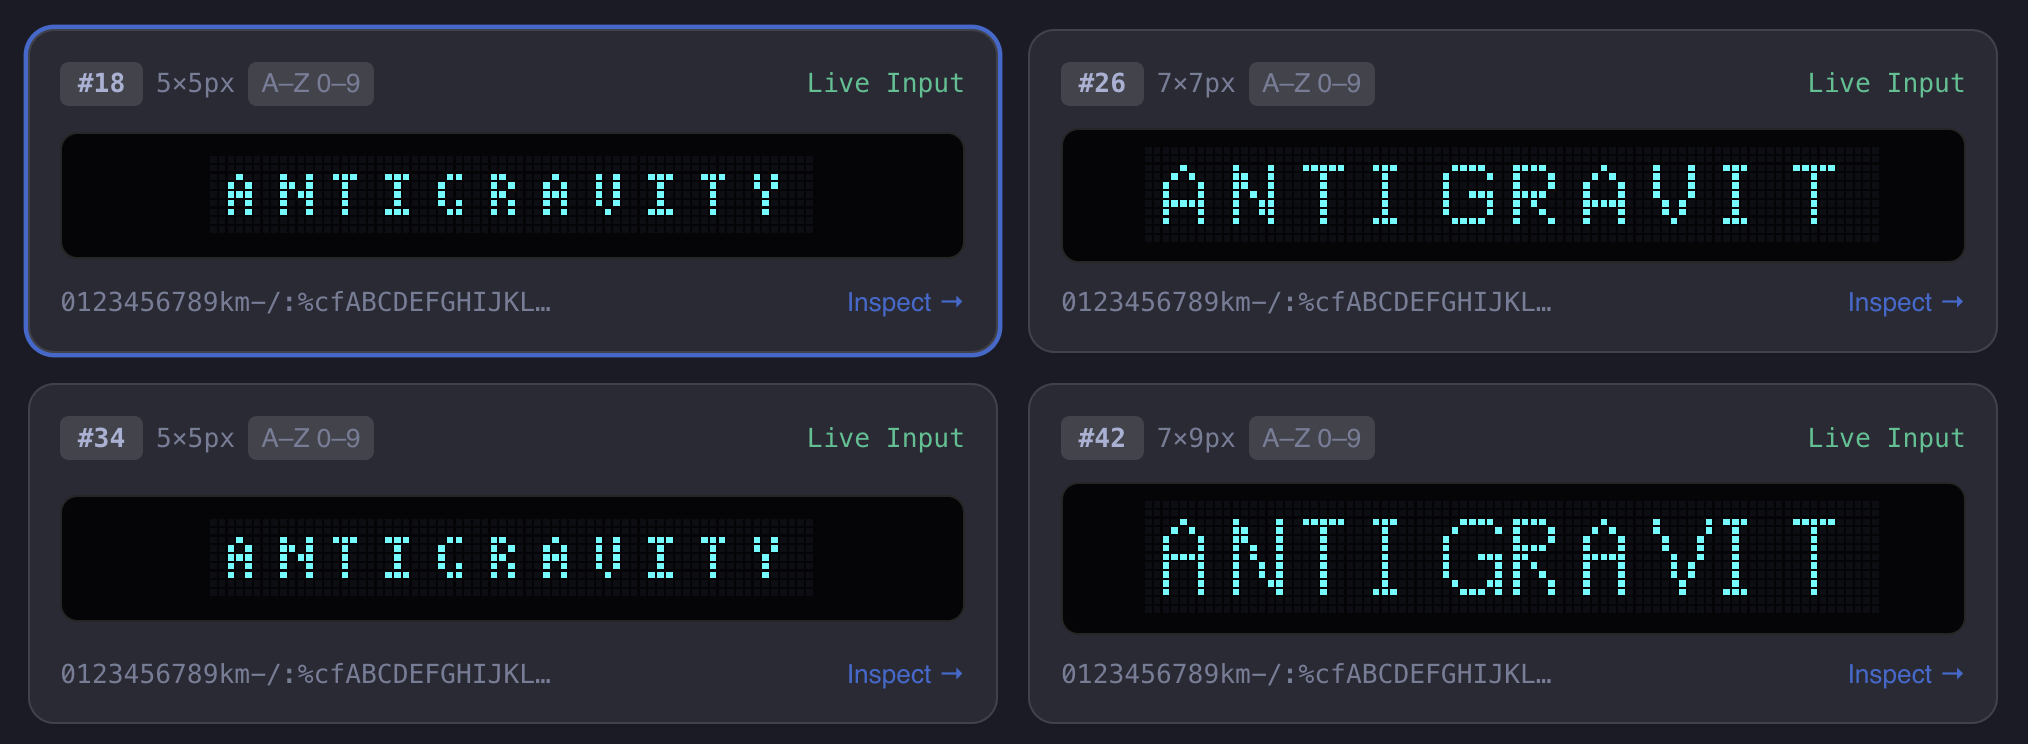 #18 5×5px A–Z 0–9 Live Input
ANTIGRAVITY
0123456789km–/:%cfABCDEFGHIJKL… Inspect →
#26 7×7px A–Z 0–9 Live Input
ANTIGRAVIT
0123456789km–/:%cfABCDEFGHIJKL… Inspect →
#34 5×5px A–Z 0–9 Live Input
ANTIGRAVITY
0123456789km–/:%cfABCDEFGHIJKL… Inspect →
#42 7×9px A–Z 0–9 Live Input
ANTIGRAVIT
0123456789km–/:%cfABCDEFGHIJKL… Inspect →